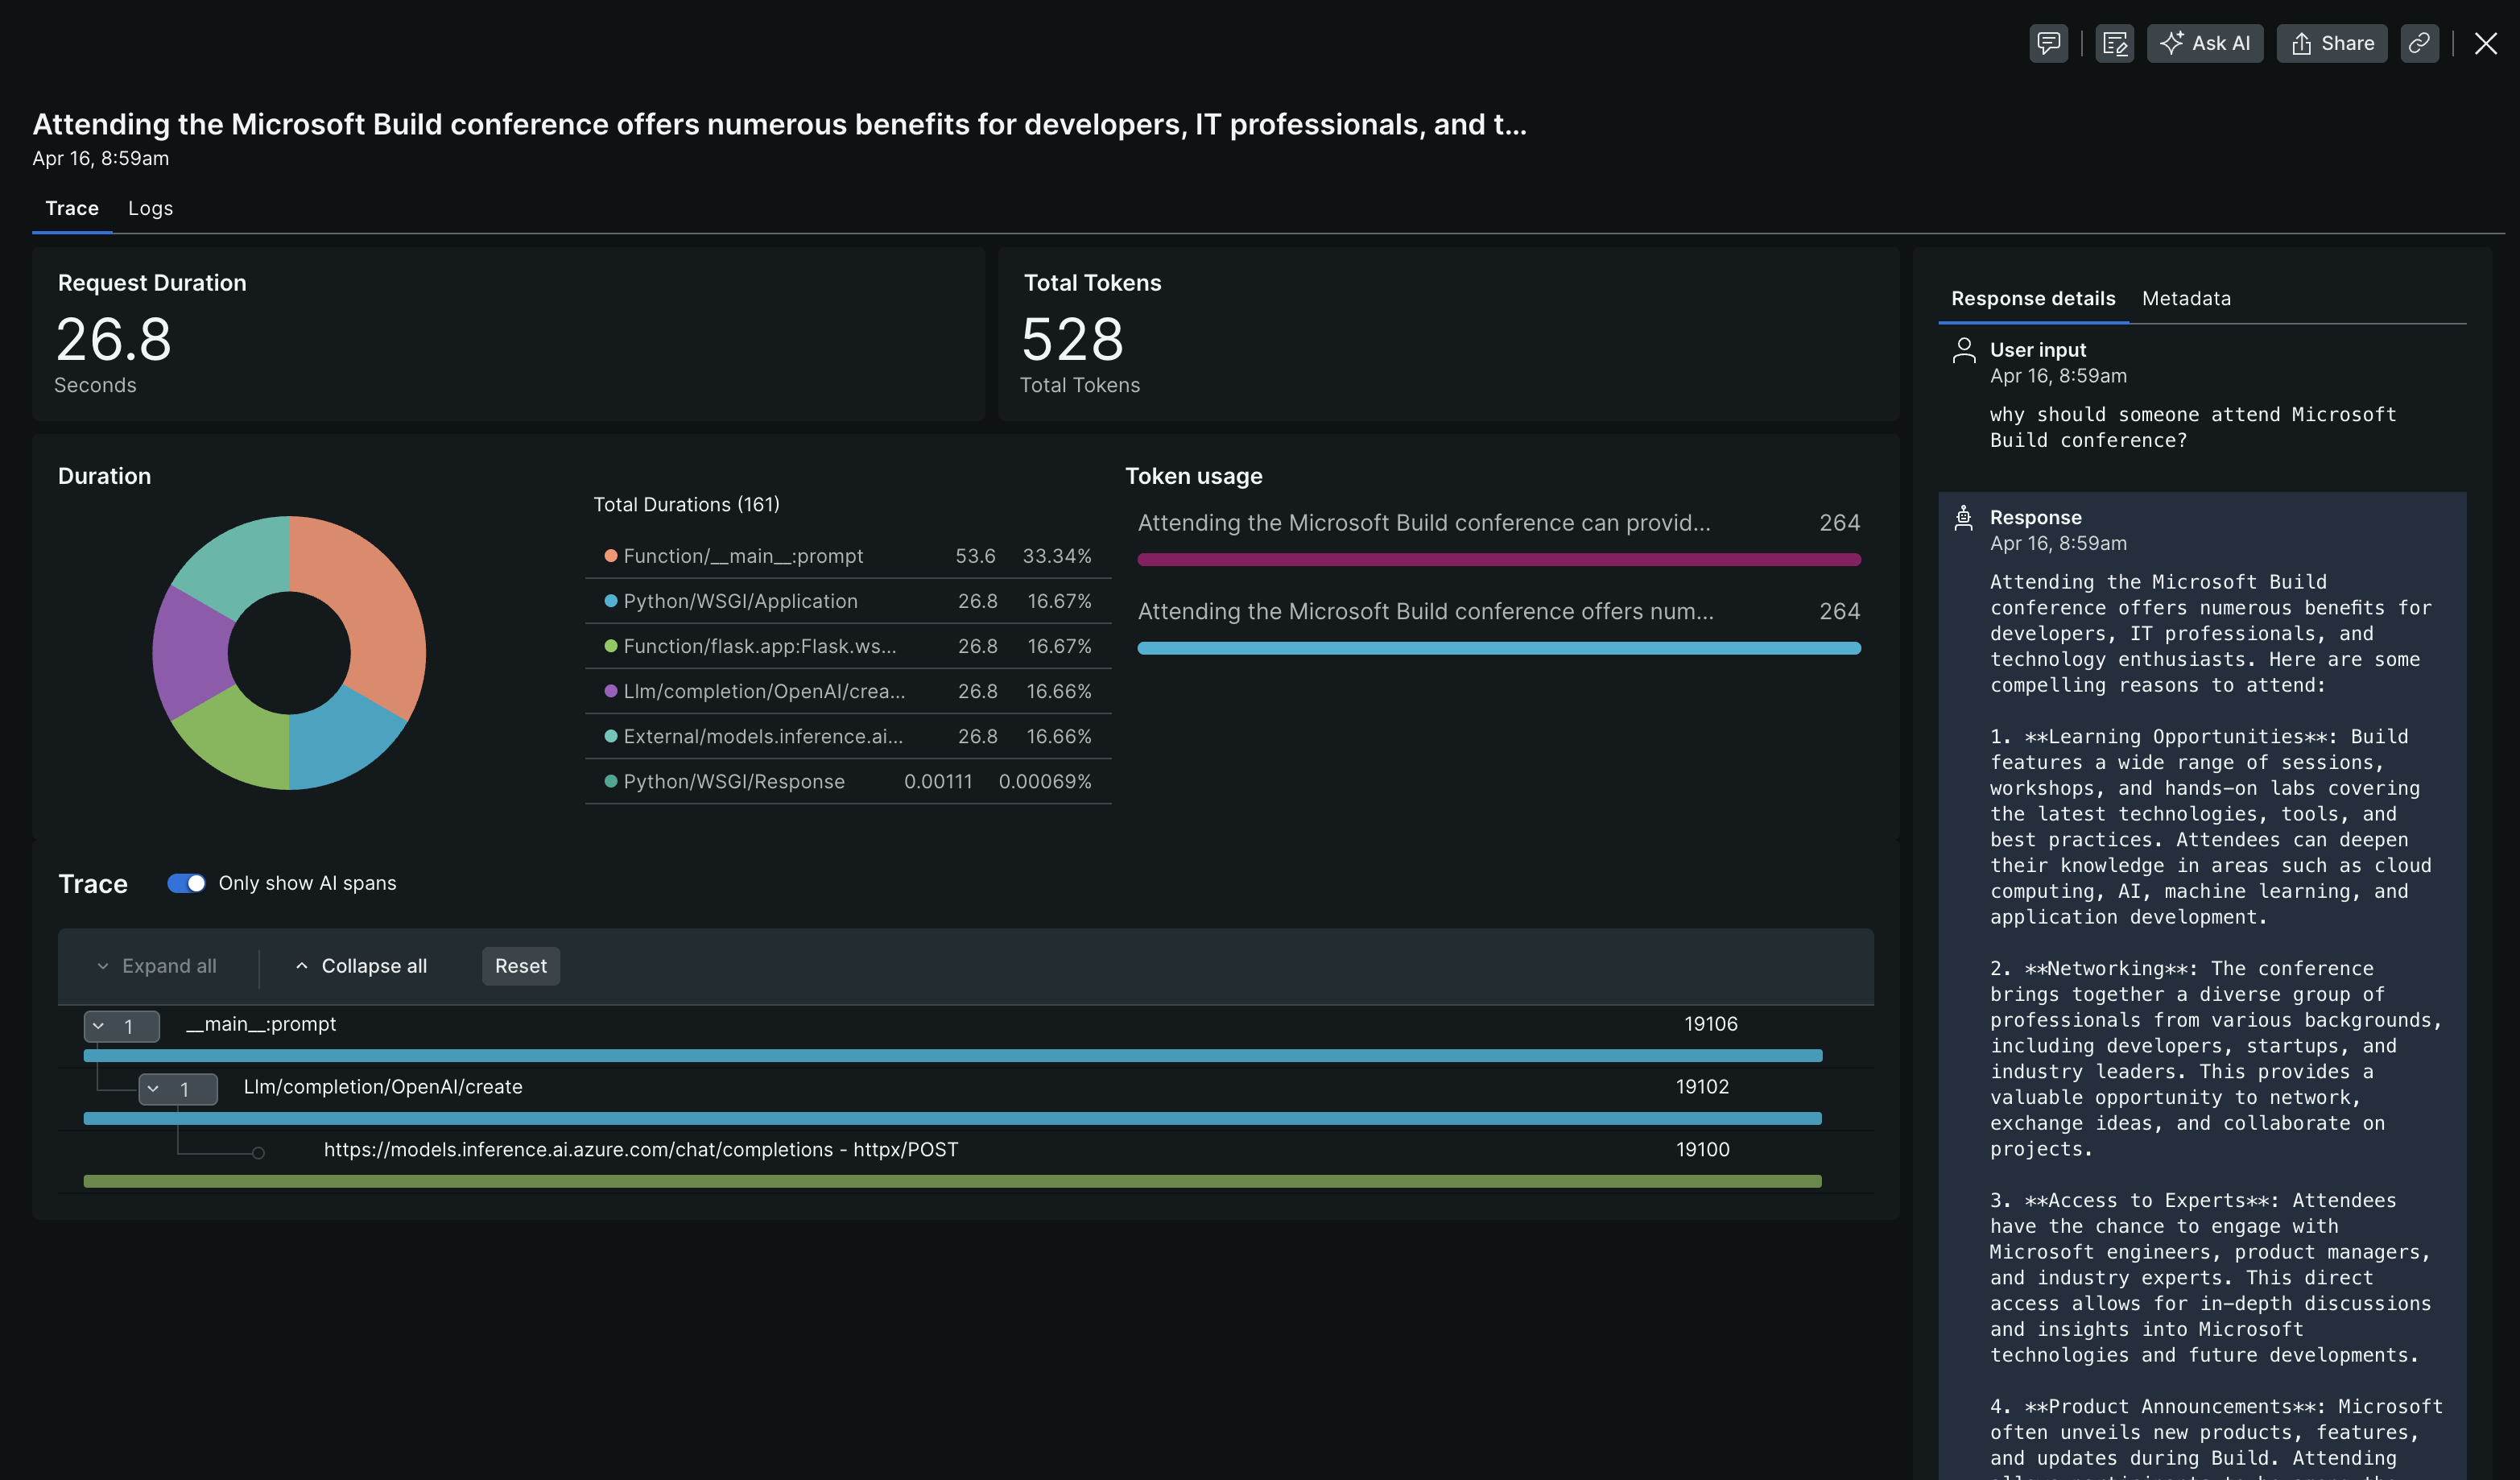 Ask AI
Share
Attending the Microsoft Build conference offers numerous benefits for developers, IT professionals, and t...
Apr 16, 8:59am
Trace
Logs
Request Duration
26.8
Seconds
Total Tokens
528
Total Tokens
Duration
Total Durations (161)
Function/__main__:prompt 53.6 33.34%
Python/WSGI/Application 26.8 16.67%
Function/flask.app:Flask.ws... 26.8 16.67%
Llm/completion/OpenAI/crea... 26.8 16.66%
External/models.inference.ai... 26.8 16.66%
Python/WSGI/Response 0.00111 0.00069%
Token usage
Attending the Microsoft Build conference can provid... 264
Attending the Microsoft Build conference offers num... 264
Trace
Only show AI spans
Expand all
Collapse all
Reset
1 __main__:prompt 19106
1 Llm/completion/OpenAI/create 19102
https://models.inference.ai.azure.com/chat/completions - httpx/POST 19100
Response details
Metadata
User input
Apr 16, 8:59am
why should someone attend Microsoft
Build conference?
Response
Apr 16, 8:59am
Attending the Microsoft Build
conference offers numerous benefits for
developers, IT professionals, and
technology enthusiasts. Here are some
compelling reasons to attend:
1. **Learning Opportunities**: Build
features a wide range of sessions,
workshops, and hands-on labs covering
the latest technologies, tools, and
best practices. Attendees can deepen
their knowledge in areas such as cloud
computing, AI, machine learning, and
application development.
2. **Networking**: The conference
brings together a diverse group of
professionals from various backgrounds,
including developers, startups, and
industry leaders. This provides a
valuable opportunity to network,
exchange ideas, and collaborate on
projects.
3. **Access to Experts**: Attendees
have the chance to engage with
Microsoft engineers, product managers,
and industry experts. This direct
access allows for in-depth discussions
and insights into Microsoft
technologies and future developments.
4. **Product Announcements**: Microsoft
often unveils new products, features,
and updates during Build. Attending